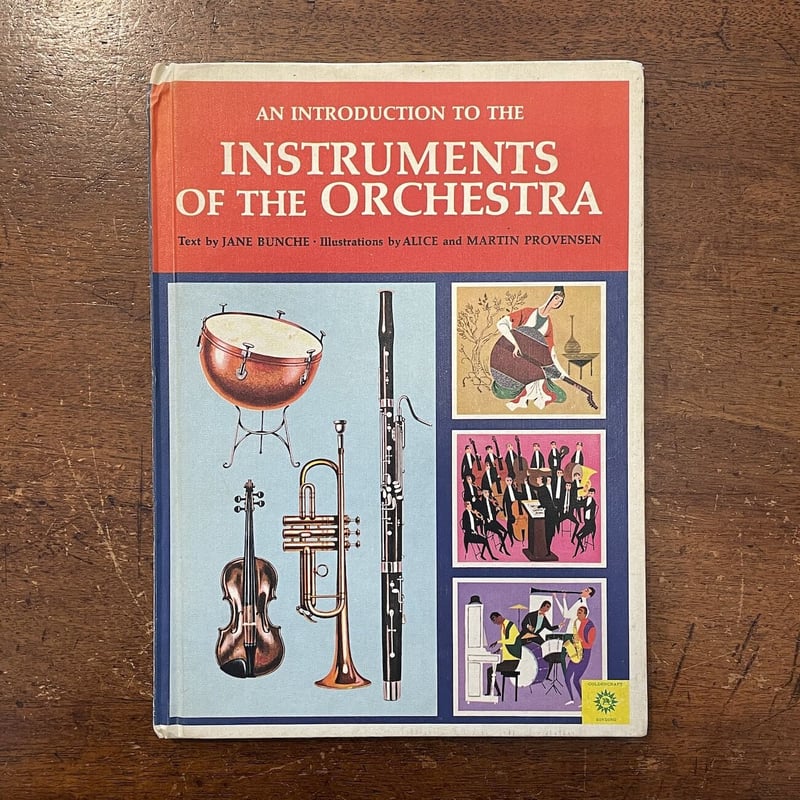 AN INTRODUCTION TO THE
INSTRUMENTS
OF THE ORCHESTRA
Text by JANE BUNCHE · Illustrations by ALICE and MARTIN PROVENSEN
GOLDENCRAFT
BINDING